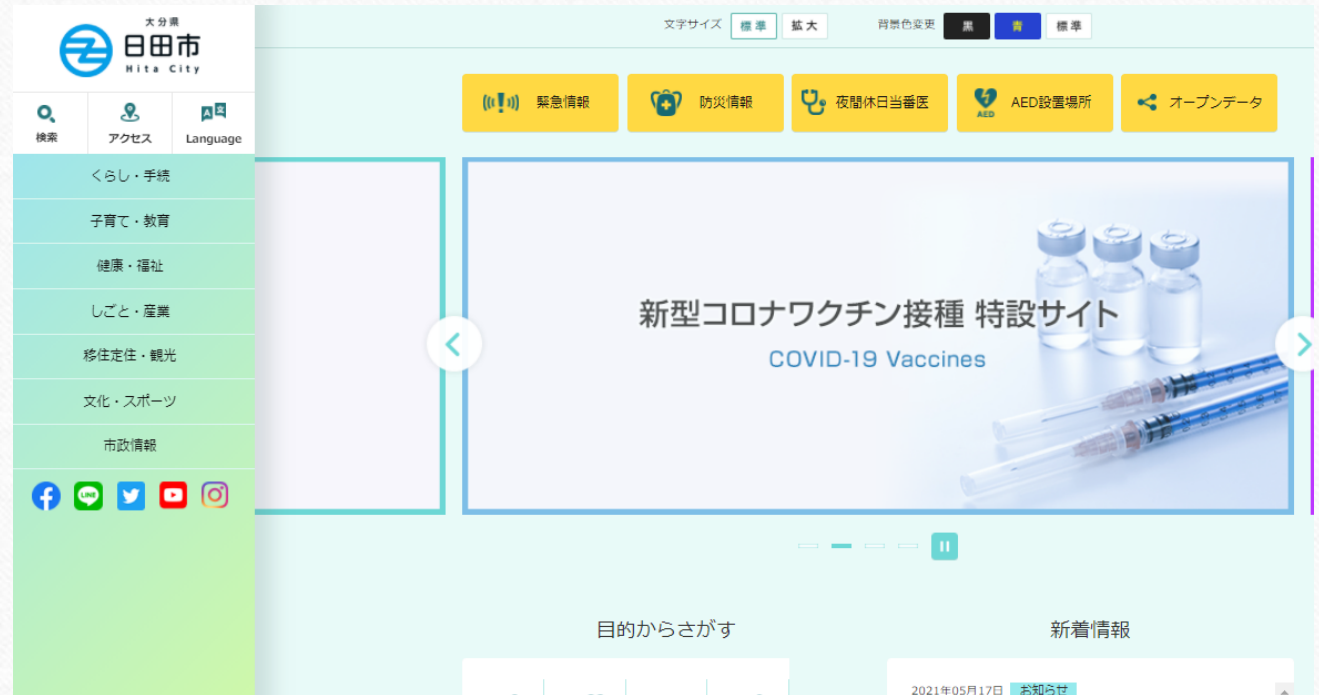 大分県
日田市
Hita City
検索
アクセス
Language
くらし・手続
子育て・教育
健康・福祉
しごと・産業
移住定住・観光
文化・スポーツ
市政情報
LINE
文字サイズ 標準 拡大 背景色変更 黒 青 標準
緊急情報 防災情報 夜間休日当番医 AED AED設置場所 オープンデータ
新型コロナワクチン接種 特設サイト
COVID-19 Vaccines
目的からさがす
新着情報
2021年05月17日 お知らせ